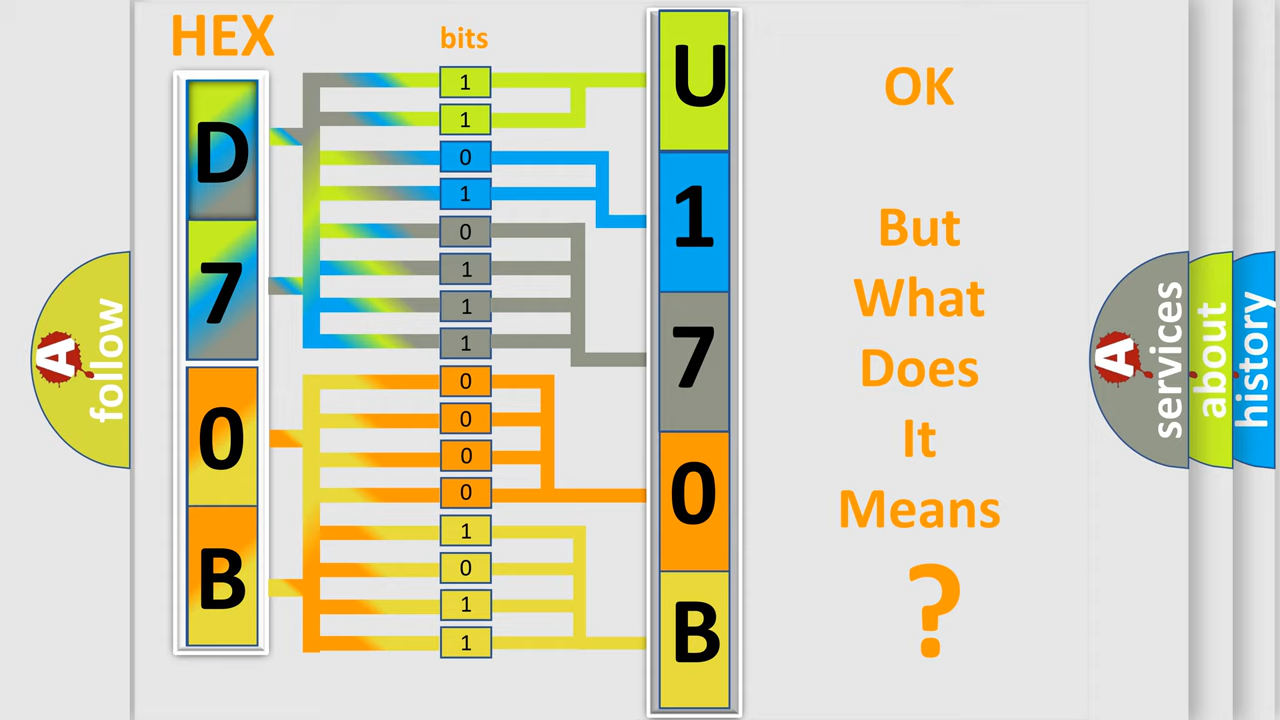 HEX
bits
D
7
0
B
1
1
0
1
0
1
1
1
0
0
0
0
1
0
1
1
U
1
7
0
B
OK
But
What
Does
It
Means
?
A
follow
A
services
about
history